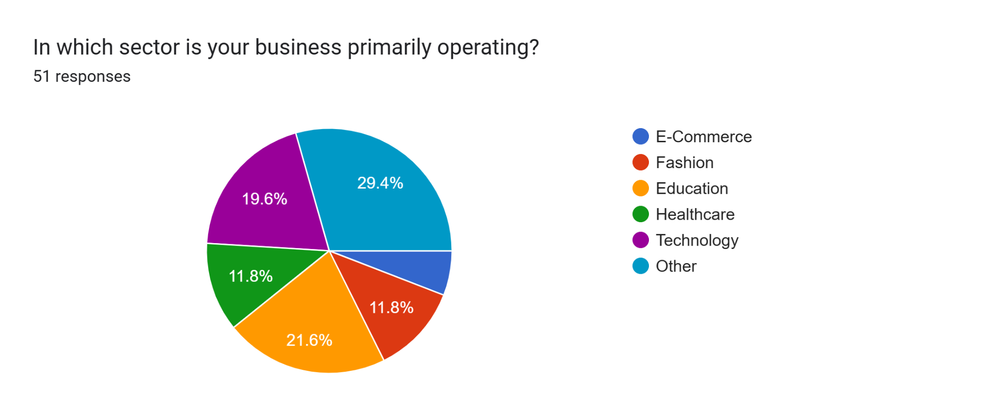 In which sector is your business primarily operating?
51 responses
29.4%
19.6%
11.8%
11.8%
21.6%
E-Commerce
Fashion
Education
Healthcare
Technology
Other